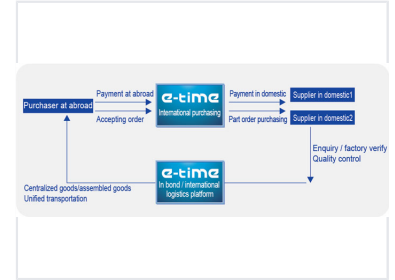 Purchaser at abroad
Payment at abroad
Accepting order
e-time
International purchasing
Payment in domestic
Part order purchasing
Supplier in domestic1
Supplier in domestic2
Enquiry / factory verify
Quality control
e-time
In bond / international
logistics platform
Centralized goods/assembled goods
Unified transportation